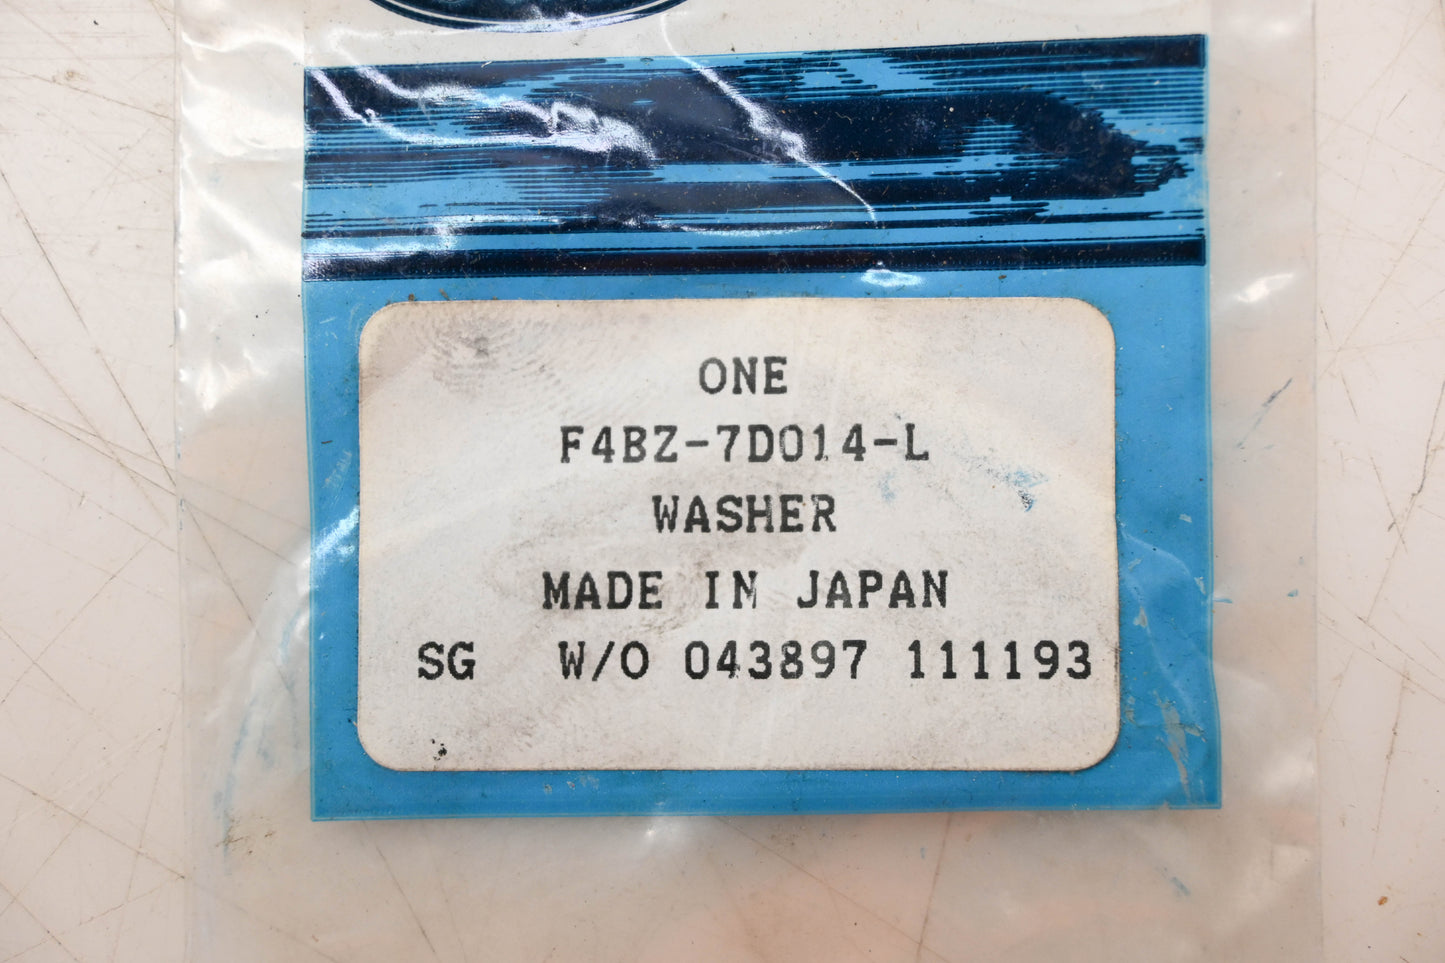 ONE
F4BZ-7D014-L
WASHER
MADE IN JAPAN
SG W/O 043897 111193